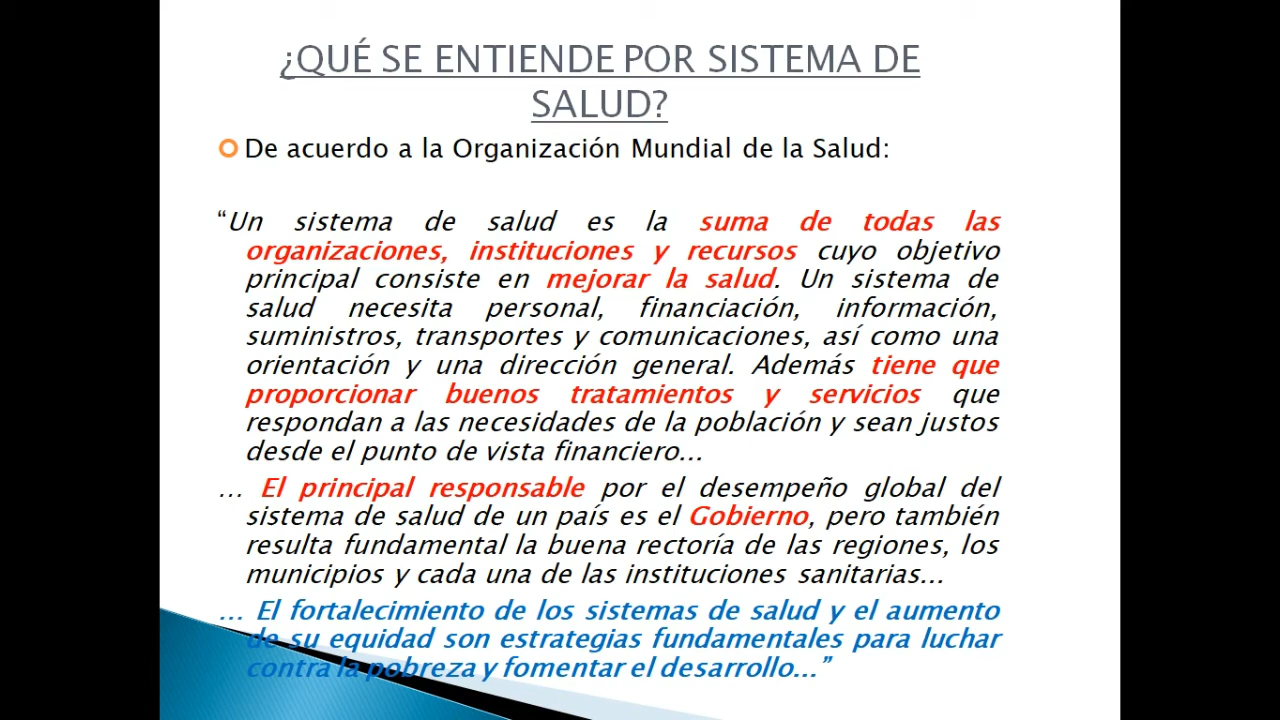 ¿QUÉ SE ENTIENDE POR SISTEMA DE
SALUD?
De acuerdo a la Organización Mundial de la Salud:
“Un sistema de salud es la suma de todas las
organizaciones, instituciones y recursos cuyo objetivo
principal consiste en mejorar la salud. Un sistema de
salud necesita personal, financiación, información,
suministros, transportes y comunicaciones, así como una
orientación y una dirección general. Además tiene que
proporcionar buenos tratamientos y servicios que
respondan a las necesidades de la población y sean justos
desde el punto de vista financiero…
… El principal responsable por el desempeño global del
sistema de salud de un país es el Gobierno, pero también
resulta fundamental la buena rectoría de las regiones, los
municipios y cada una de las instituciones sanitarias…
… El fortalecimiento de los sistemas de salud y el aumento
de su equidad son estrategias fundamentales para luchar
contra la pobreza y fomentar el desarrollo…”